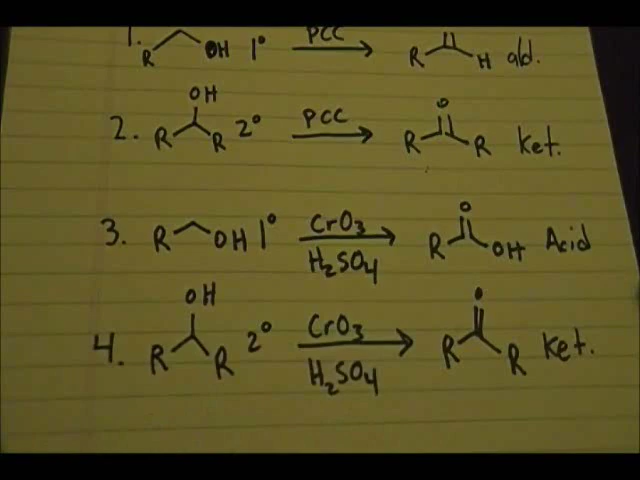 1. R OH 1° PCC R H ald.
OH
2. R R 2° PCC O R R Ket.
3. R OH 1° CrO3 H2SO4 O R OH Acid
OH
4. R R 2° CrO3 H2SO4 O R R Ket.